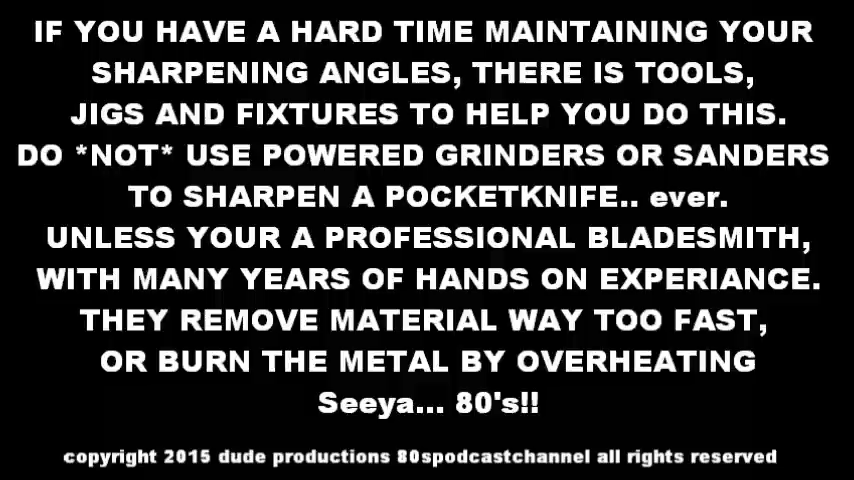 IF YOU HAVE A HARD TIME MAINTAINING YOUR
SHARPENING ANGLES, THERE IS TOOLS,
JIGS AND FIXTURES TO HELP YOU DO THIS.
DO *NOT* USE POWERED GRINDERS OR SANDERS
TO SHARPEN A POCKETKNIFE.. ever.
UNLESS YOUR A PROFESSIONAL BLADESMITH,
WITH MANY YEARS OF HANDS ON EXPERIANCE.
THEY REMOVE MATERIAL WAY TOO FAST,
OR BURN THE METAL BY OVERHEATING
Seeya... 80's!!
copyright 2015 dude productions 80spodcastchannel all rights reserved